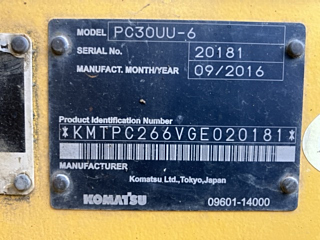 MODEL PC30UU-6
SERIAL No. 20181
MANUFACT. MONTH/YEAR 09/2016
Product Identification Number
*KMTPC266VGE020181*
MANUFACTURER
Komatsu Ltd.,Tokyo,Japan
KOMATSU 09601-14000